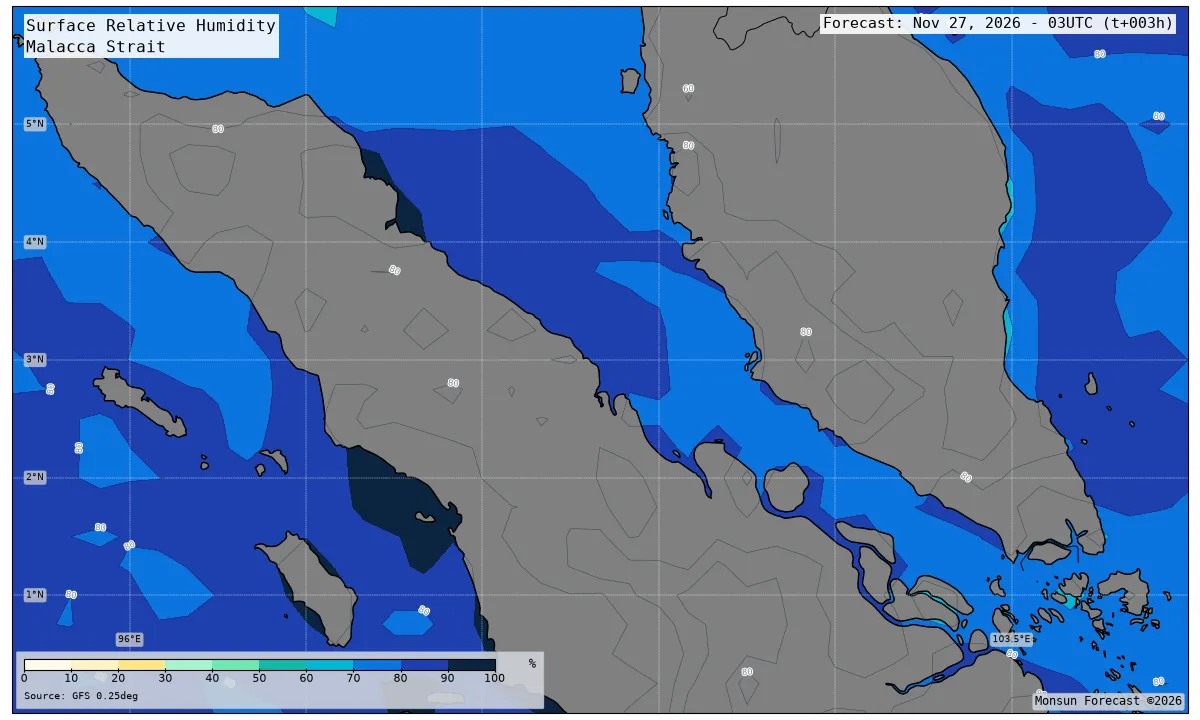 Surface Relative Humidity
Malacca Strait
Forecast: Nov 27, 2026 - 03UTC (t+003h)
80
60
80
80
5°N
80
4°N
80
80
3°N
80
80
80
2°N
80
80
80
1°N
80
80
96°E
103.5°E
80
80
80
%
0 10 20 30 40 50 60 70 80 90 100
Source: GFS 0.25deg
Monsun Forecast ©2026